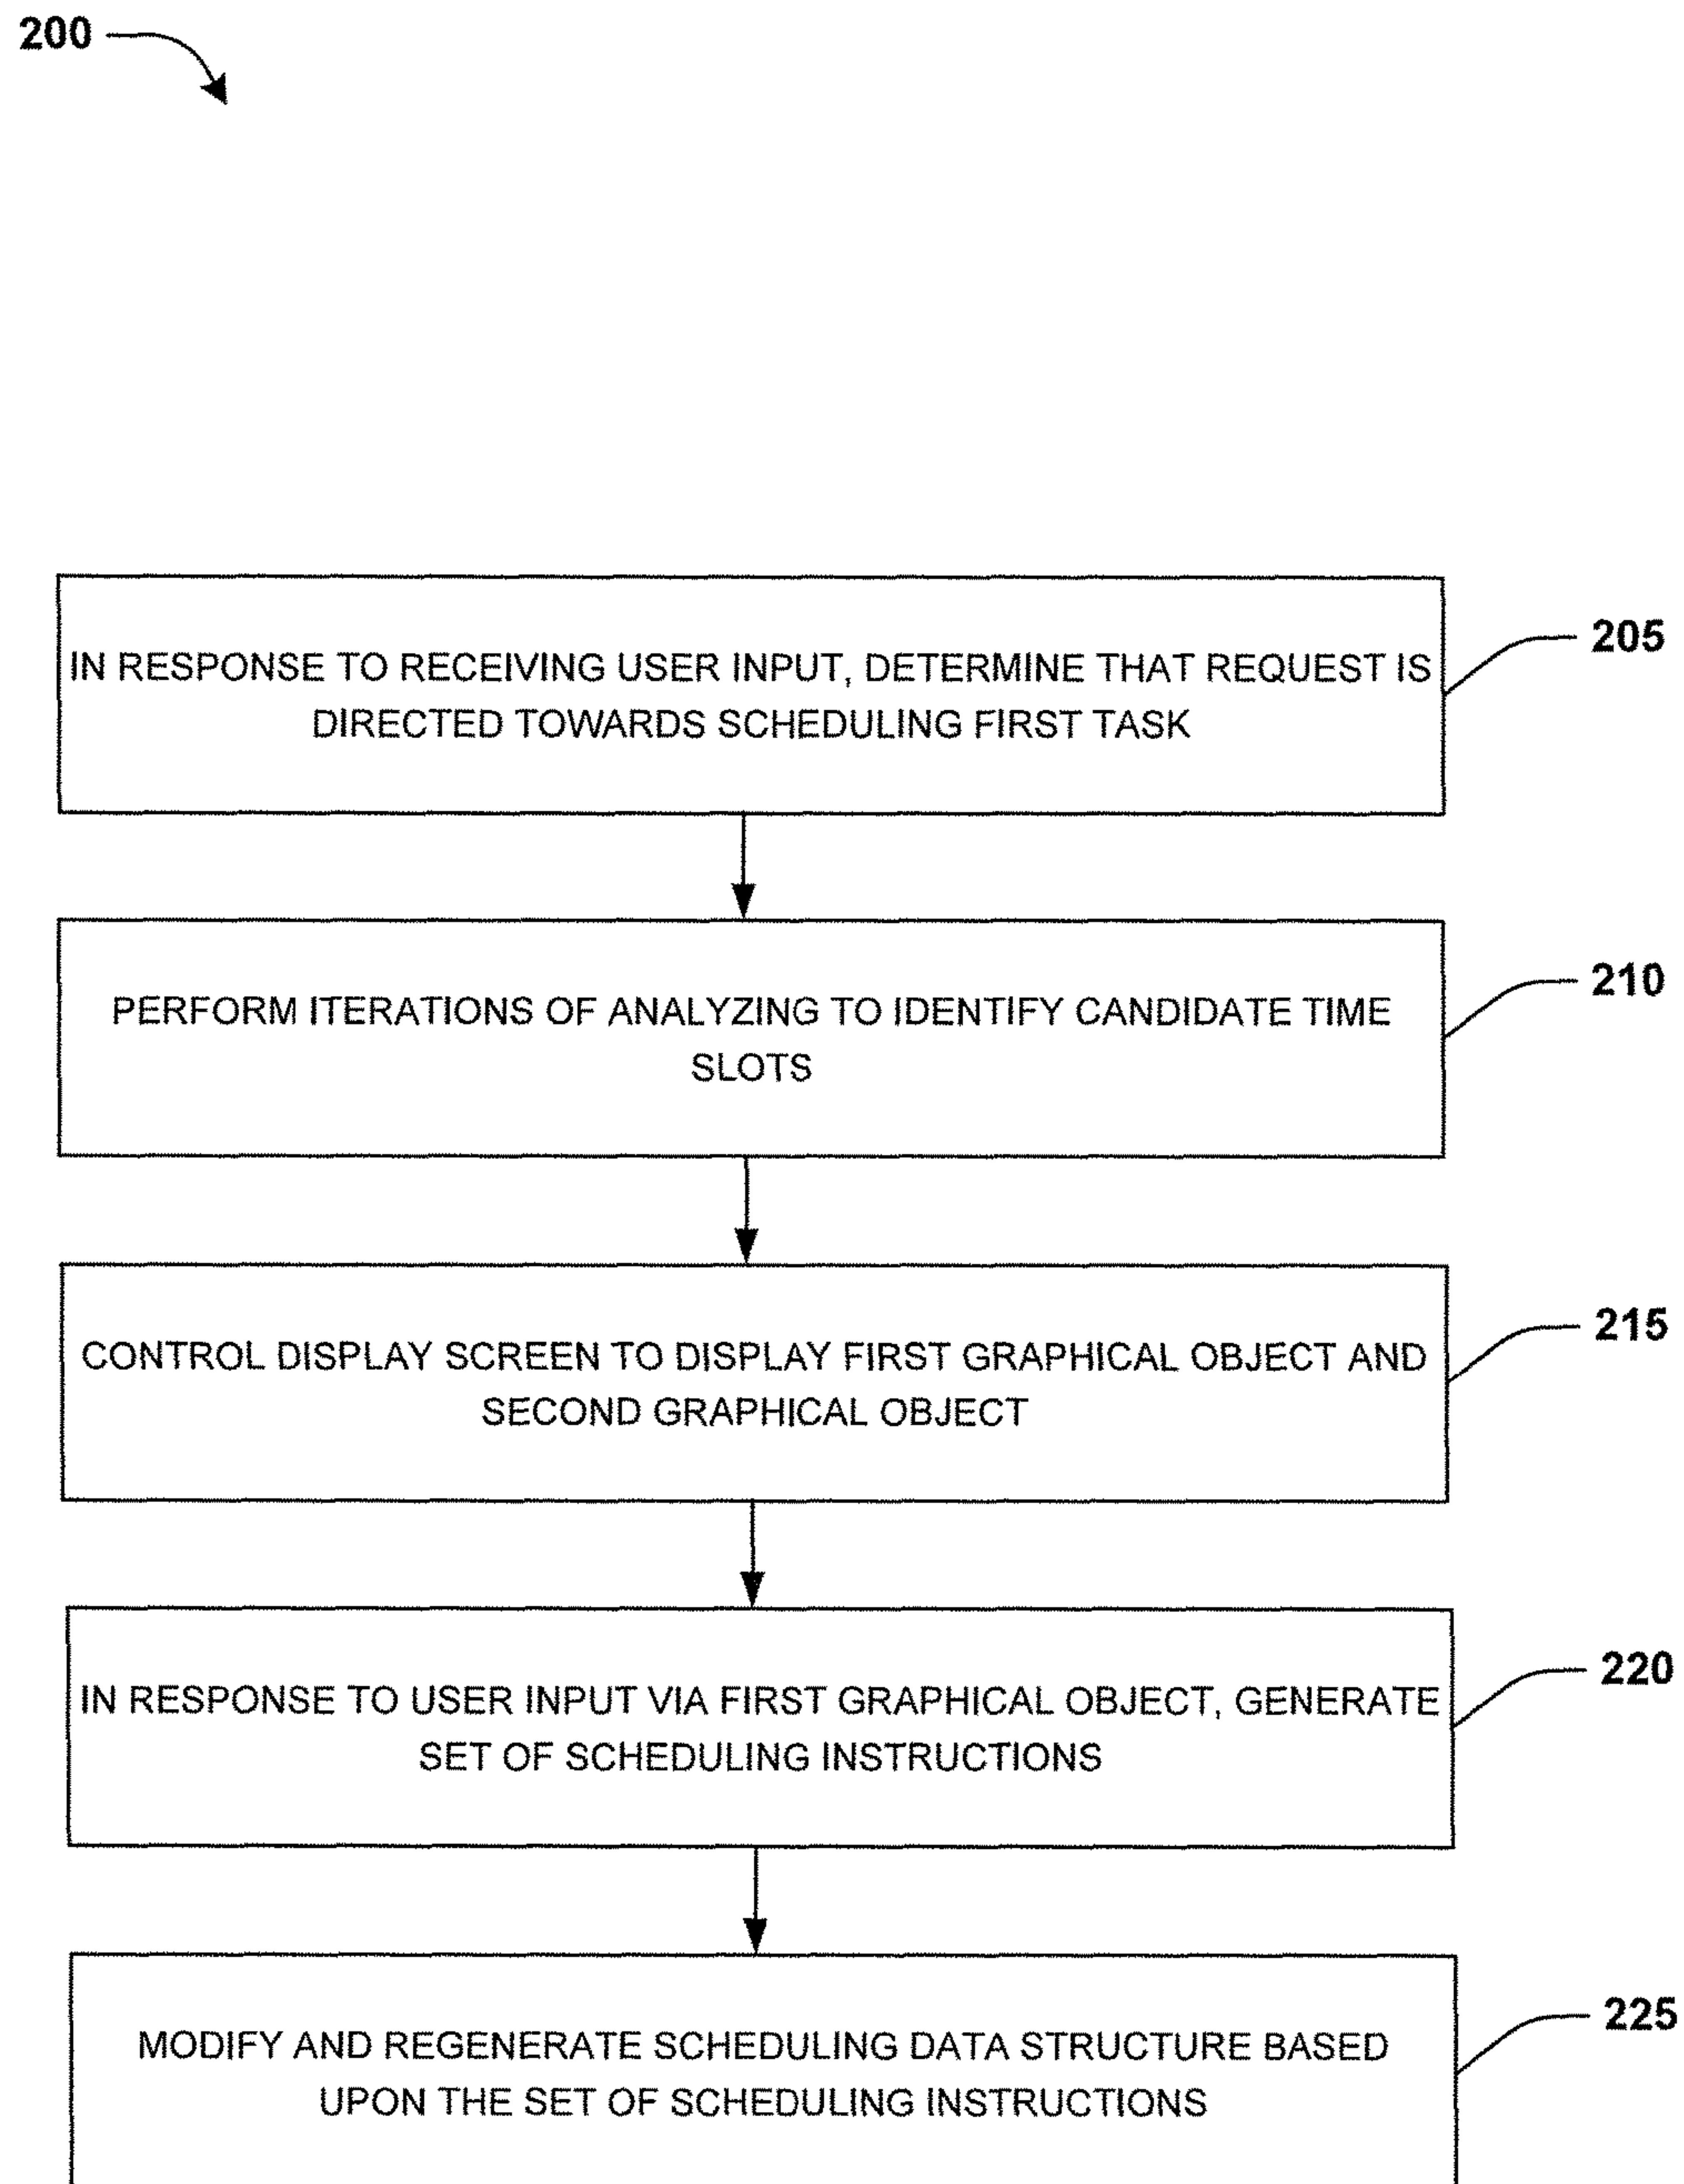 200
IN RESPONSE TO RECEIVING USER INPUT, DETERMINE THAT REQUEST IS
DIRECTED TOWARDS SCHEDULING FIRST TASK
205
PERFORM ITERATIONS OF ANALYZING TO IDENTIFY CANDIDATE TIME
SLOTS
210
CONTROL DISPLAY SCREEN TO DISPLAY FIRST GRAPHICAL OBJECT AND
SECOND GRAPHICAL OBJECT
215
IN RESPONSE TO USER INPUT VIA FIRST GRAPHICAL OBJECT, GENERATE
SET OF SCHEDULING INSTRUCTIONS
220
MODIFY AND REGENERATE SCHEDULING DATA STRUCTURE BASED
UPON THE SET OF SCHEDULING INSTRUCTIONS
225